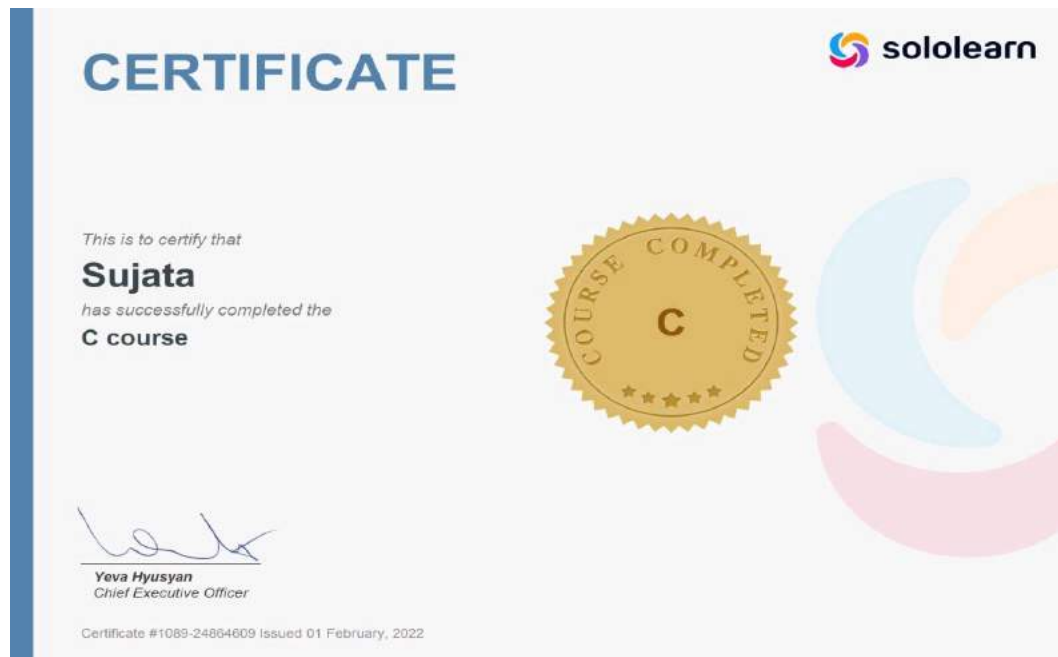 CERTIFICATE
sololearn
This is to certify that
Sujata
has successfully completed the
C course
COURSE COMPLETED
C
Yeva Hyusyan
Chief Executive Officer
Certificate #1089-24864609 Issued 01 February, 2022